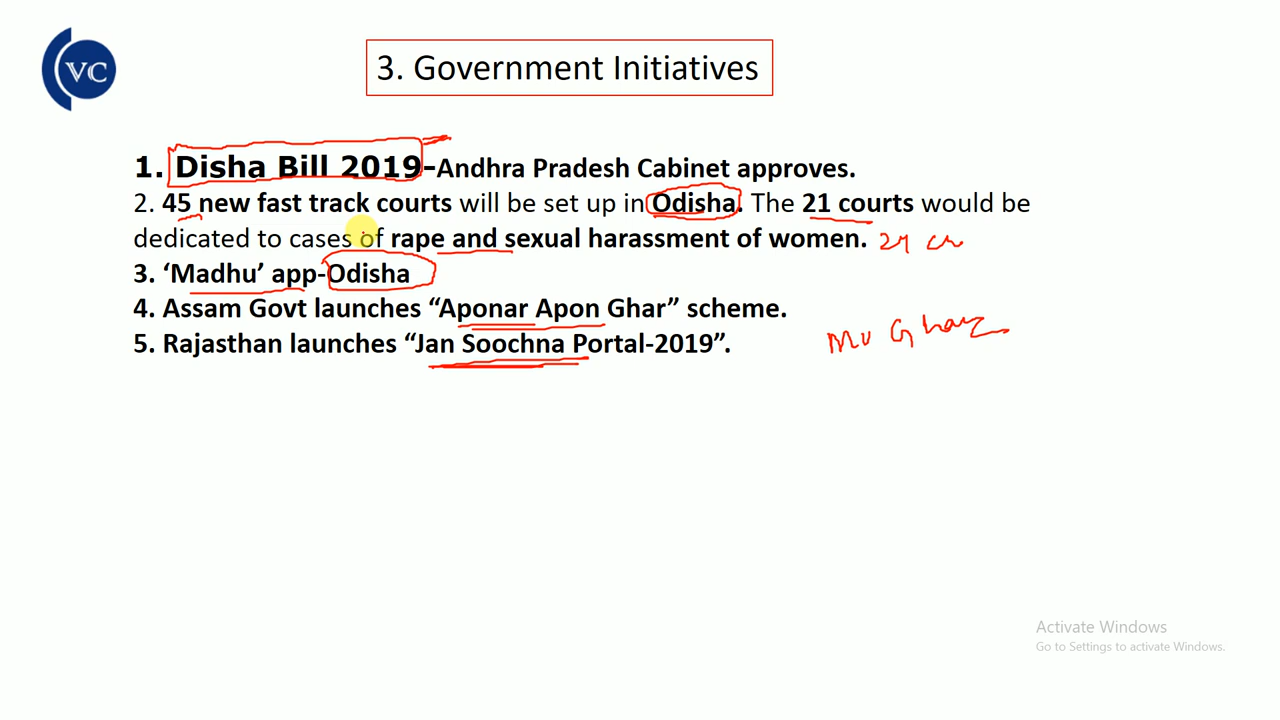 VC
3. Government Initiatives
1. Disha Bill 2019-Andhra Pradesh Cabinet approves.
2. 45 new fast track courts will be set up in Odisha. The 21 courts would be
dedicated to cases of rape and sexual harassment of women.
3. ‘Madhu’ app-Odisha
4. Assam Govt launches “Aponar Apon Ghar” scheme.
Ghar
5. Rajasthan launches “Jan Soochna Portal-2019”.
Activate Windows
Go to Settings to activate Windows.